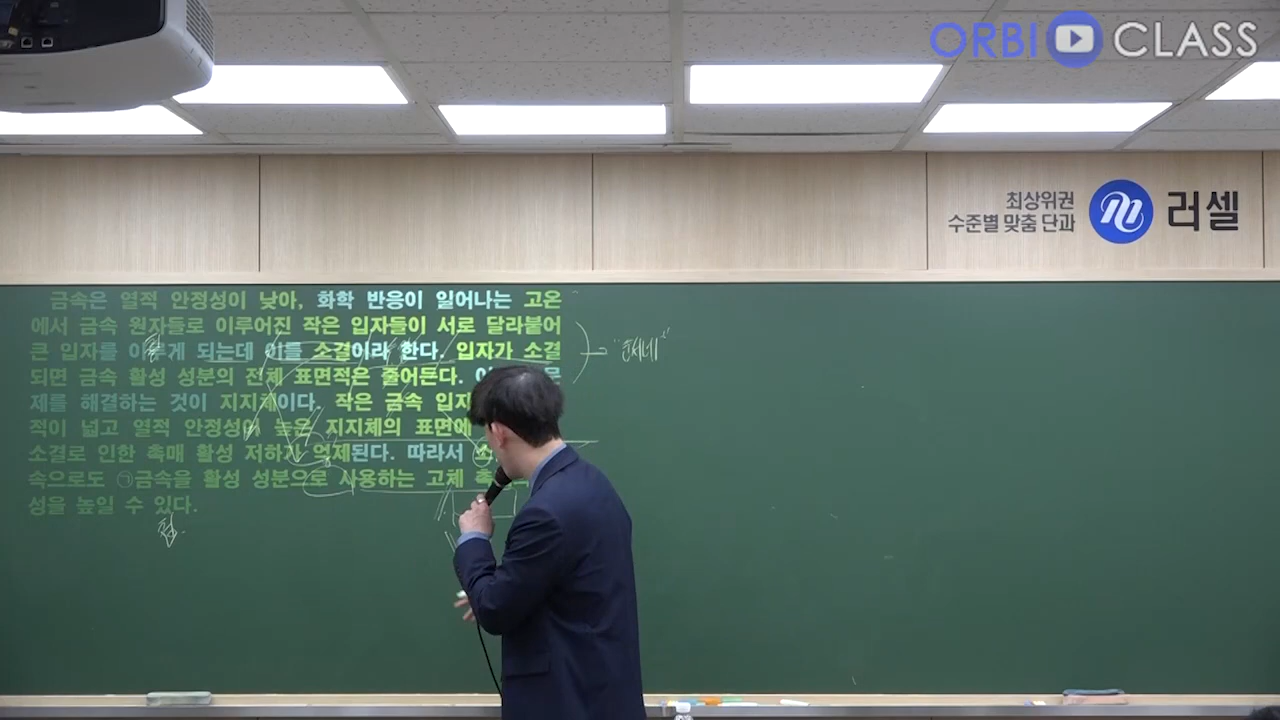 ORBI CLASS
최상위권
수준별 맞춤 단과
러셀
금속은 열적 안정성이 낮아, 화학 반응이 일어나는 고온
에서 금속 원자들로 이루어진 작은 입자들이 서로 달라붙어
큰 입자를 이루게 되는데 이를 소결이라 한다. 입자가 소결
되면 금속 활성 성분의 전체 표면적은 줄어든다.
제를 해결하는 것이 지지체이다. 작은 금속
적이 넓고 열적 안정성이 높은 지지체의 표면에
소결로 인한 촉매 활성 저하가 억제된다. 따라서
속으로도 ㉠금속을 활성 성분으로 사용하는 고체
성을 높일 수 있다.